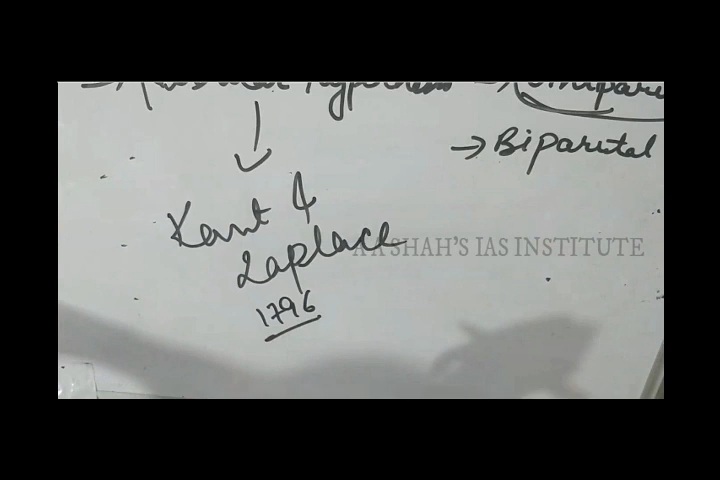 → Biparental
Kant &
Laplace
1796
A A SHAH'S IAS INSTITUTE